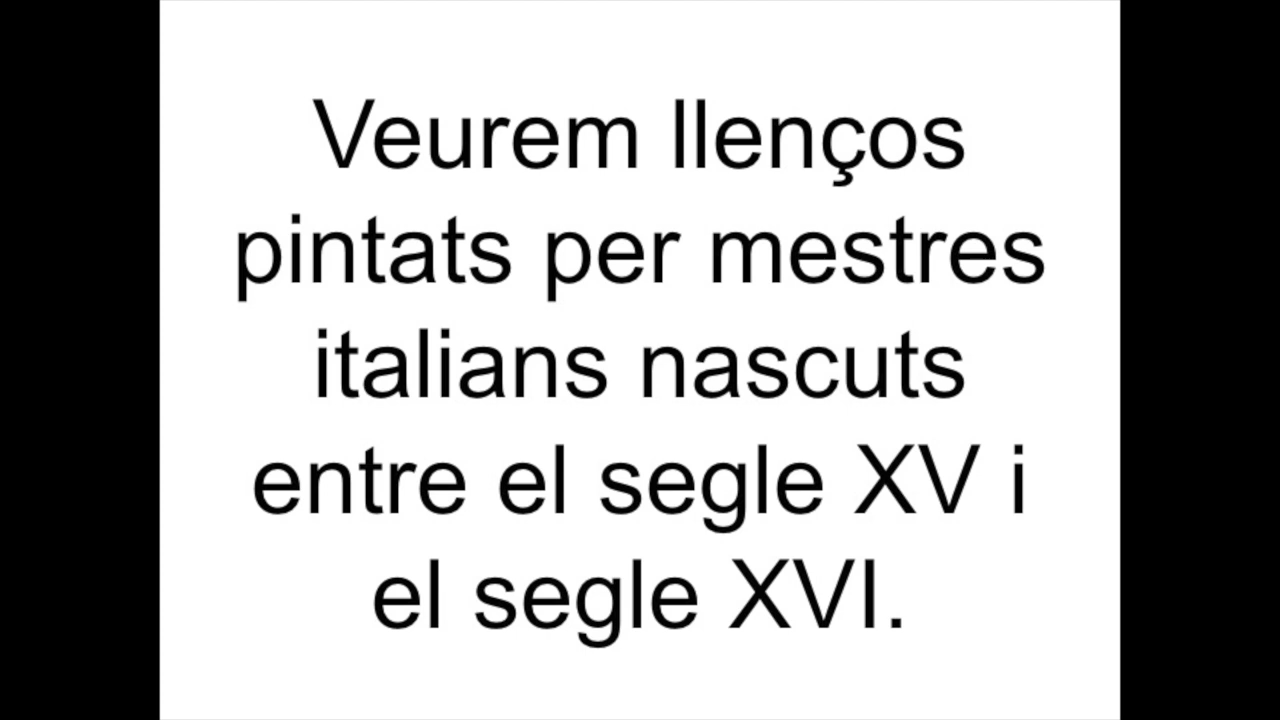 Veurem llenços
pintats per mestres
italians nascuts
entre el segle XV i
el segle XVI.